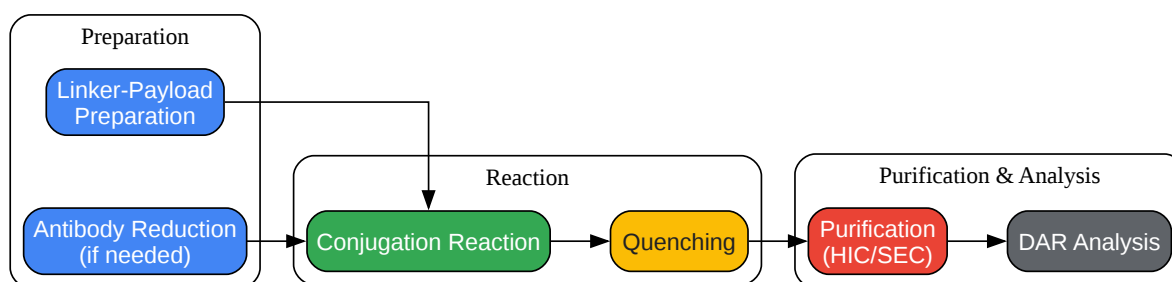 Preparation
Linker-Payload
Preparation
Antibody Reduction
(if needed)
Reaction
Conjugation Reaction
Quenching
Purification & Analysis
Purification
(HIC/SEC)
DAR Analysis